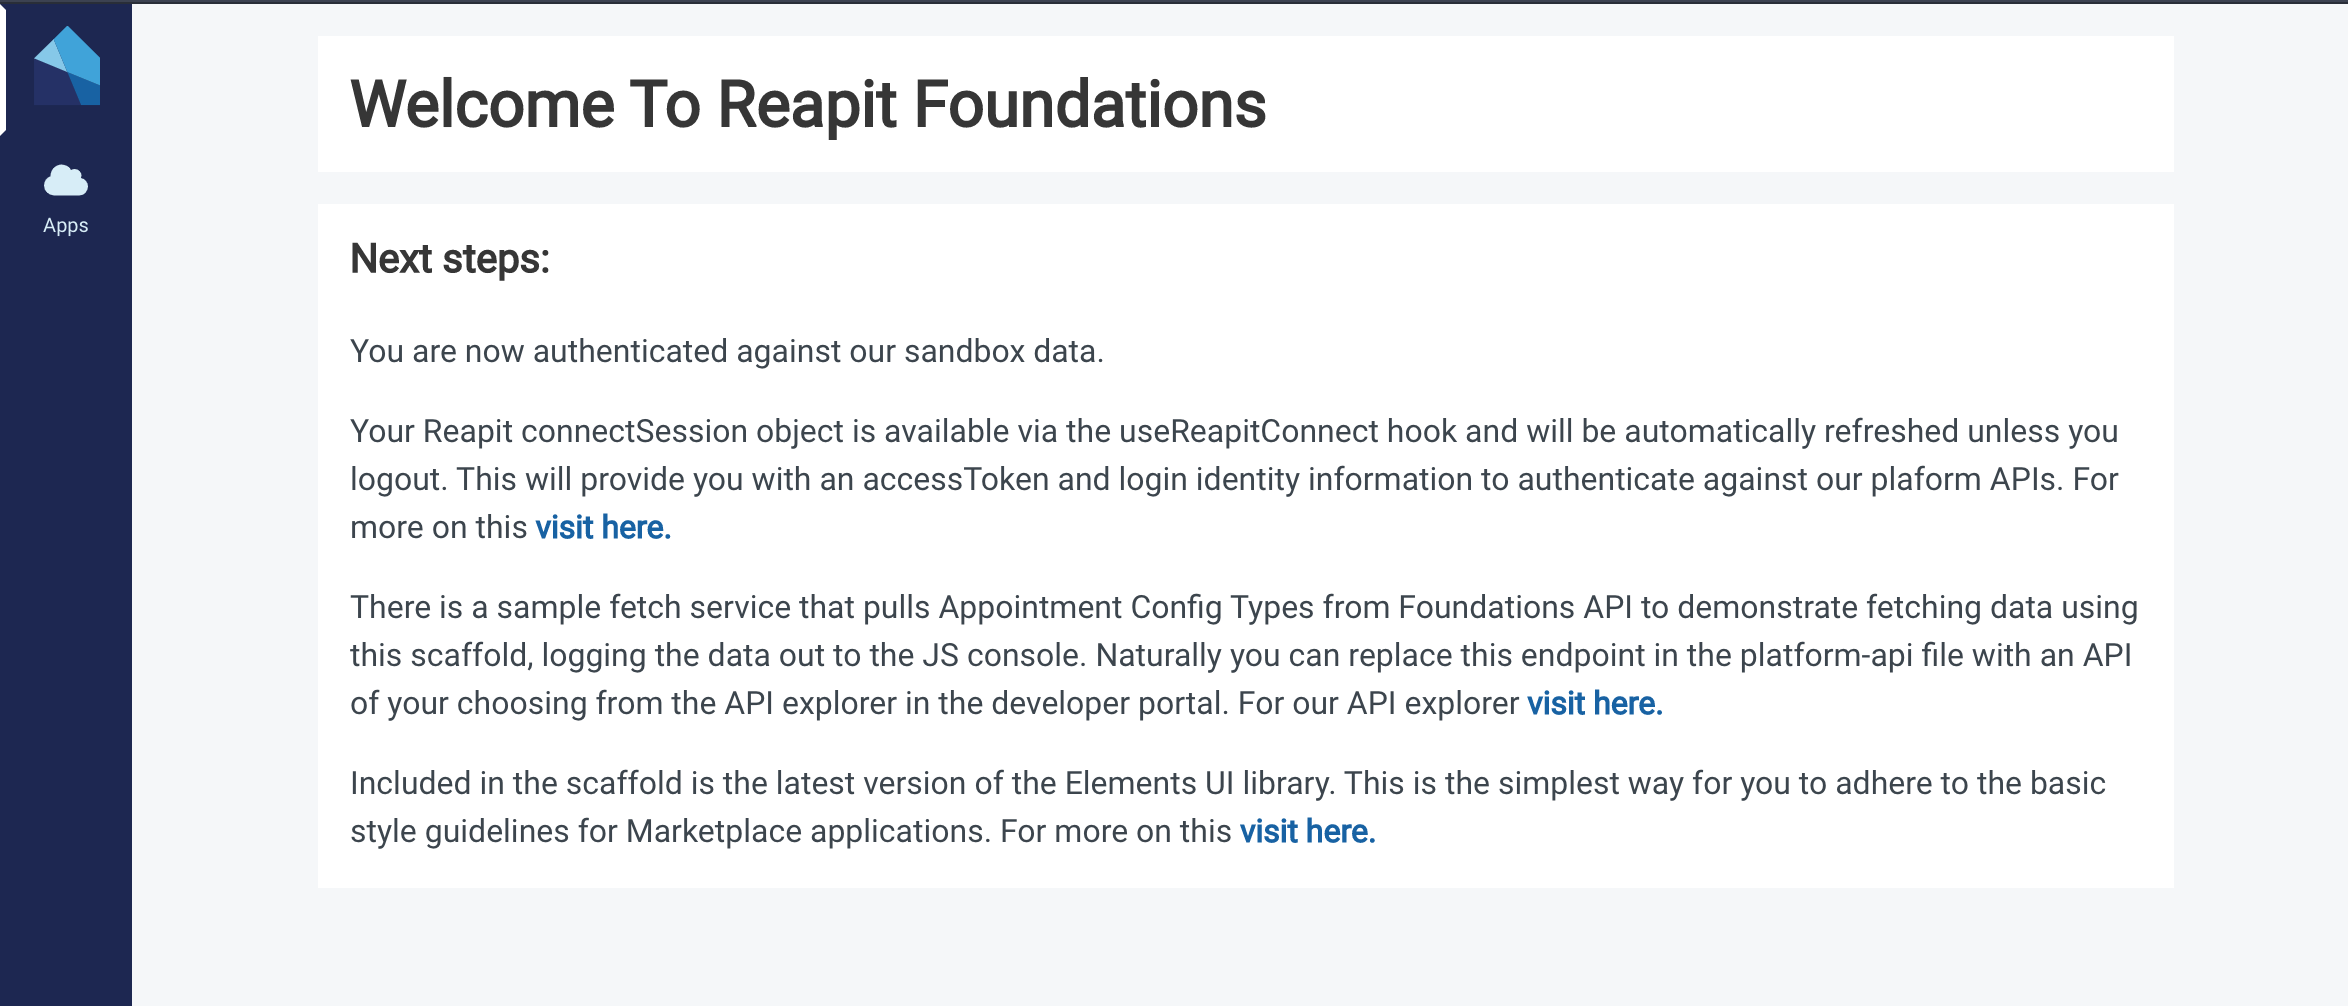 Apps
Welcome To Reapit Foundations
Next steps:
You are now authenticated against our sandbox data.
Your Reapit connectSession object is available via the useReapitConnect hook and will be automatically refreshed unless you
logout. This will provide you with an accessToken and login identity information to authenticate against our plaform APIs. For
more on this visit here.
There is a sample fetch service that pulls Appointment Config Types from Foundations API to demonstrate fetching data using
this scaffold, logging the data out to the JS console. Naturally you can replace this endpoint in the platform-api file with an API
of your choosing from the API explorer in the developer portal. For our API explorer visit here.
Included in the scaffold is the latest version of the Elements UI library. This is the simplest way for you to adhere to the basic
style guidelines for Marketplace applications. For more on this visit here.